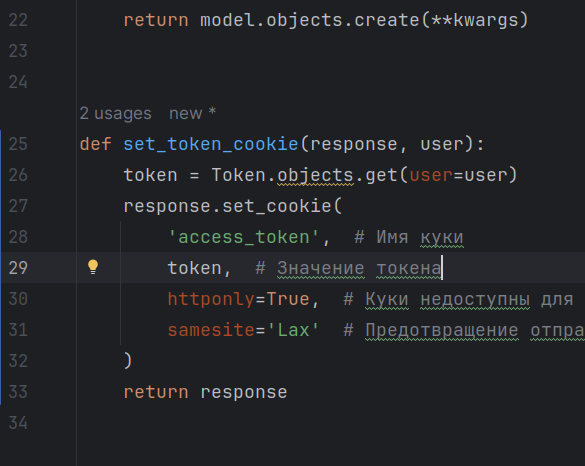 22 return model.objects.create(**kwargs)
23
24
2 usages new *
25 def set_token_cookie(response, user):
26 token = Token.objects.get(user=user)
27 response.set_cookie(
28 'access_token', # Имя куки
29 token, # Значение токена
30 httponly=True, # Куки недоступны для
31 samesite='Lax' # Предотвращение отпра
32 )
33 return response
34